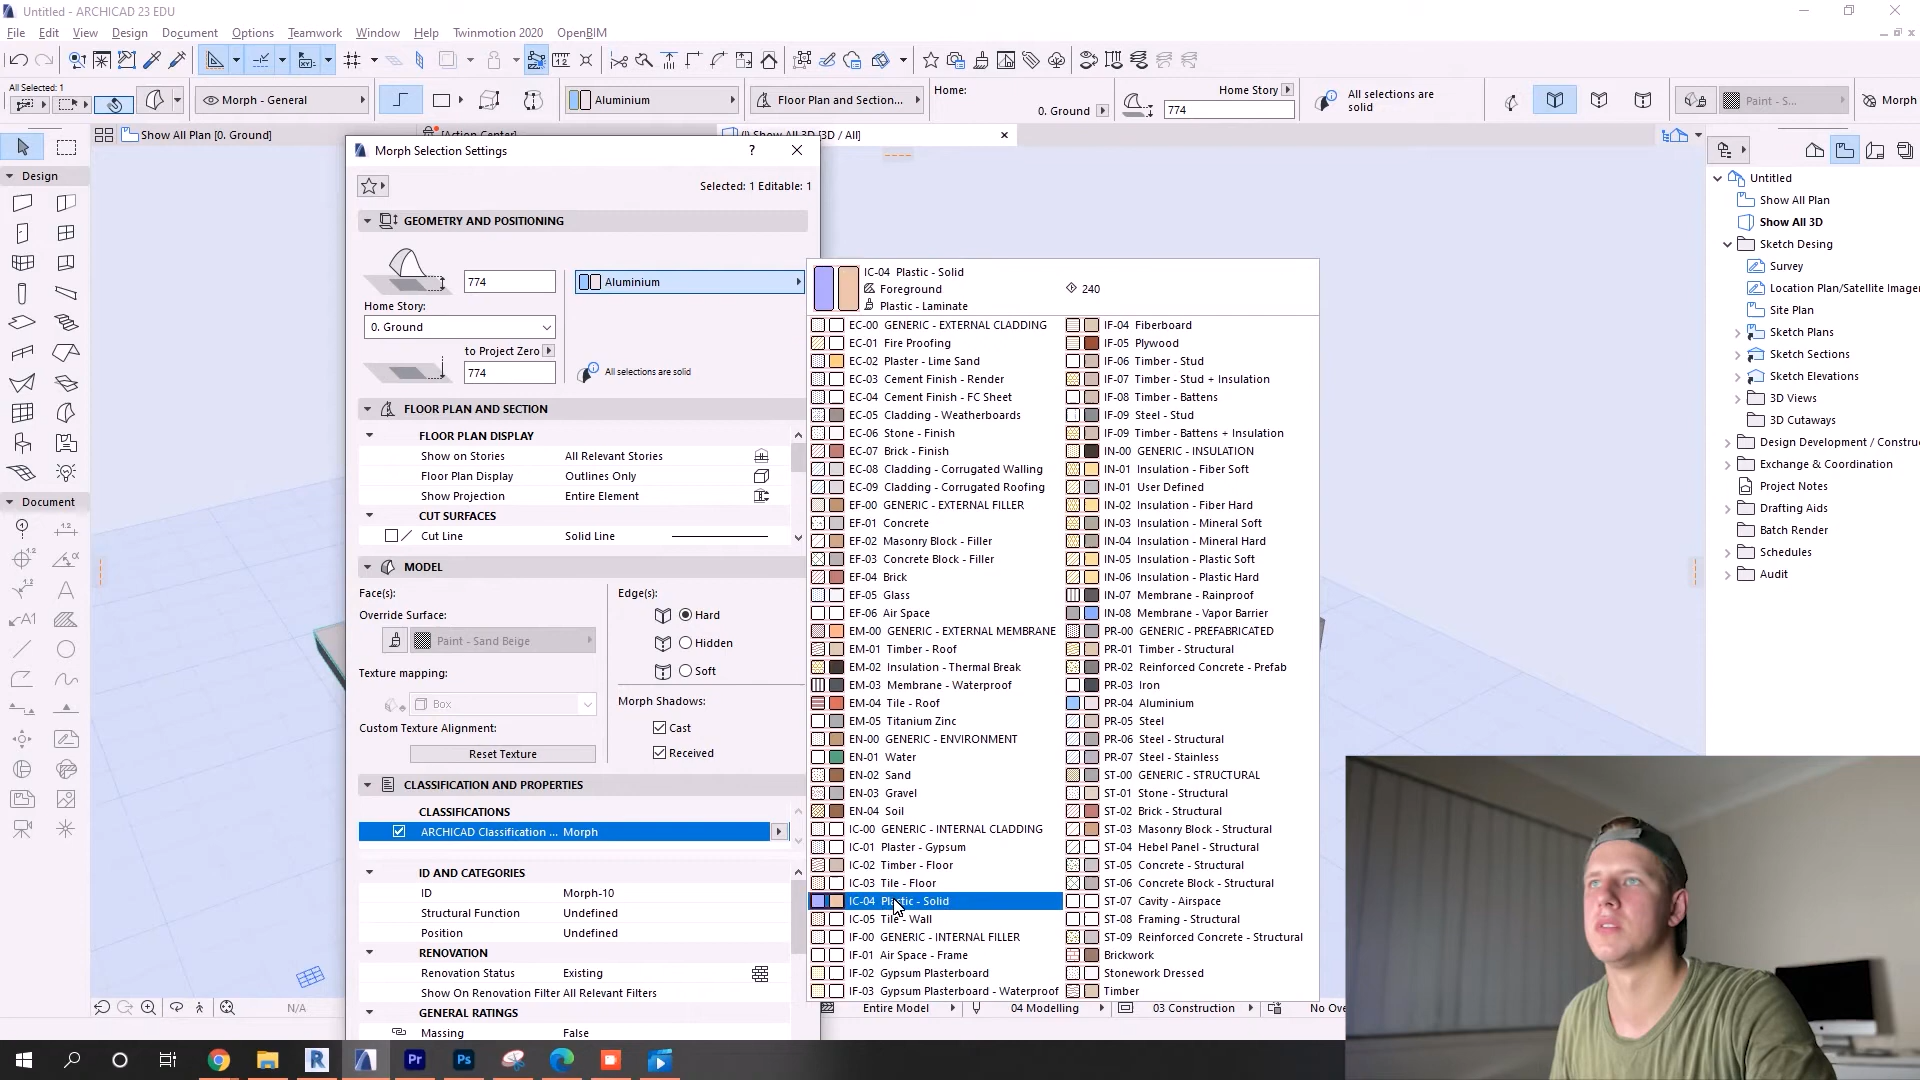 Untitled - ARCHICAD 23 EDU
File Edit View Design Document Options Teamwork Window Help Twinmotion 2020 OpenBIM
All Selected: 1
Morph - General
Aluminium
Floor Plan and Section...
Home:
0. Ground
Home Story:
774
All selections are solid
Paint - S...
Morph
Show All Plan [0. Ground]
[Action Center]
(!) Show All 3D [3D / All]
Design
Document
Morph Selection Settings
?
Selected: 1 Editable: 1
GEOMETRY AND POSITIONING
774
Aluminium
Home Story:
0. Ground
to Project Zero
774
All selections are solid
FLOOR PLAN AND SECTION
FLOOR PLAN DISPLAY
Show on Stories All Relevant Stories
Floor Plan Display Outlines Only
Show Projection Entire Element
CUT SURFACES
Cut Line Solid Line
MODEL
Face(s):
Override Surface:
Paint - Sand Beige
Texture mapping:
Box
Custom Texture Alignment:
Reset Texture
Edge(s):
Hard
Hidden
Soft
Morph Shadows:
Cast
Received
CLASSIFICATION AND PROPERTIES
CLASSIFICATIONS
ARCHICAD Classification ... Morph
ID AND CATEGORIES
ID Morph-10
Structural Function Undefined
Position Undefined
RENOVATION
Renovation Status Existing
Show On Renovation Filter All Relevant Filters
GENERAL RATINGS
Massing False
IC-04 Plastic - Solid
Foreground 240
Plastic - Laminate
EC-00 GENERIC - EXTERNAL CLADDING
EC-01 Fire Proofing
EC-02 Plaster - Lime Sand
EC-03 Cement Finish - Render
EC-04 Cement Finish - FC Sheet
EC-05 Cladding - Weatherboards
EC-06 Stone - Finish
EC-07 Brick - Finish
EC-08 Cladding - Corrugated Walling
EC-09 Cladding - Corrugated Roofing
EF-00 GENERIC - EXTERNAL FILLER
EF-01 Concrete
EF-02 Masonry Block - Filler
EF-03 Concrete Block - Filler
EF-04 Brick
EF-05 Glass
EF-06 Air Space
EM-00 GENERIC - EXTERNAL MEMBRANE
EM-01 Timber - Roof
EM-02 Insulation - Thermal Break
EM-03 Membrane - Waterproof
EM-04 Tile - Roof
EM-05 Titanium Zinc
EN-00 GENERIC - ENVIRONMENT
EN-01 Water
EN-02 Sand
EN-03 Gravel
EN-04 Soil
IC-00 GENERIC - INTERNAL CLADDING
IC-01 Plaster - Gypsum
IC-02 Timber - Floor
IC-03 Tile - Floor
IC-04 Plastic - Solid
IC-05 Tile - Wall
IF-00 GENERIC - INTERNAL FILLER
IF-01 Air Space - Frame
IF-02 Gypsum Plasterboard
IF-03 Gypsum Plasterboard - Waterproof
IF-04 Fiberboard
IF-05 Plywood
IF-06 Timber - Stud
IF-07 Timber - Stud + Insulation
IF-08 Timber - Battens
IF-09 Steel - Stud
IF-09 Timber - Battens + Insulation
IN-00 GENERIC - INSULATION
IN-01 Insulation - Fiber Soft
IN-01 User Defined
IN-02 Insulation - Fiber Hard
IN-03 Insulation - Mineral Soft
IN-04 Insulation - Mineral Hard
IN-05 Insulation - Plastic Soft
IN-06 Insulation - Plastic Hard
IN-07 Membrane - Rainproof
IN-08 Membrane - Vapor Barrier
PR-00 GENERIC - PREFABRICATED
PR-01 Timber - Structural
PR-02 Reinforced Concrete - Prefab
PR-03 Iron
PR-04 Aluminium
PR-05 Steel
PR-06 Steel - Structural
PR-07 Steel - Stainless
ST-00 GENERIC - STRUCTURAL
ST-01 Stone - Structural
ST-02 Brick - Structural
ST-03 Masonry Block - Structural
ST-04 Hebel Panel - Structural
ST-05 Concrete - Structural
ST-06 Concrete Block - Structural
ST-07 Cavity - Airspace
ST-08 Framing - Structural
ST-09 Reinforced Concrete - Structural
Brickwork
Stonework Dressed
Timber
Untitled
Show All Plan
Show All 3D
Sketch Desing
Survey
Location Plan/Satellite Imager
Site Plan
Sketch Plans
Sketch Sections
Sketch Elevations
3D Views
3D Cutaways
Design Development / Constru
Exchange & Coordination
Project Notes
Drafting Aids
Batch Render
Schedules
Audit
N/A
Entire Model
04 Modelling
03 Construction
No Ove